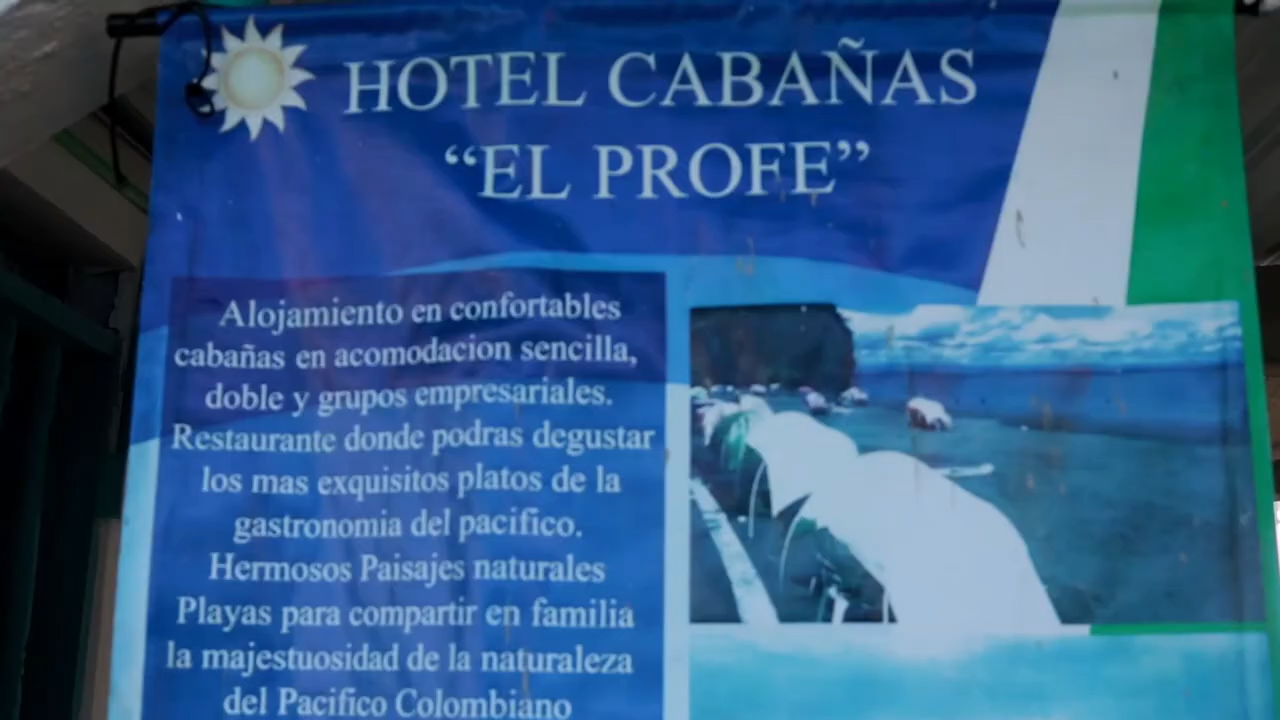 HOTEL CABAÑAS
“EL PROFE”
Alojamiento en confortables
cabañas en acomodacion sencilla,
doble y grupos empresariales.
Restaurante donde podras degustar
los mas exquisitos platos de la
gastronomia del pacifico.
Hermosos Paisajes naturales
Playas para compartir en familia
la majestuosidad de la naturaleza
del Pacifico Colombiano